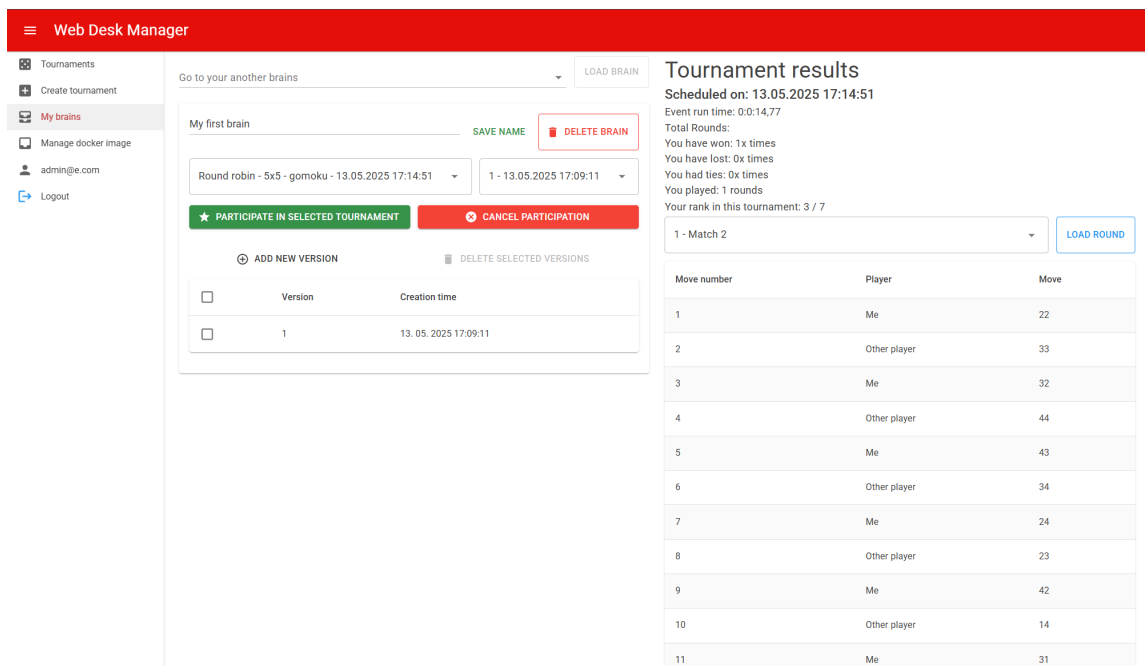 Web Desk Manager
Tournaments
Create tournament
My brains
Manage docker image
admin@e.com
Logout
Go to your another brains
LOAD BRAIN
My first brain
SAVE NAME
DELETE BRAIN
Round robin - 5x5 - gomoku - 13.05.2025 17:14:51
1 - 13.05.2025 17:09:11
PARTICIPATE IN SELECTED TOURNAMENT
CANCEL PARTICIPATION
ADD NEW VERSION
DELETE SELECTED VERSIONS
Version Creation time
1 13. 05. 2025 17:09:11
Tournament results
Scheduled on: 13.05.2025 17:14:51
Event run time: 0:0:14,77
Total Rounds:
You have won: 1x times
You have lost: 0x times
You had ties: 0x times
You played: 1 rounds
Your rank in this tournament: 3 / 7
1 - Match 2
LOAD ROUND
Move number Player Move
1 Me 22
2 Other player 33
3 Me 32
4 Other player 44
5 Me 43
6 Other player 34
7 Me 24
8 Other player 23
9 Me 42
10 Other player 14
11 Me 31